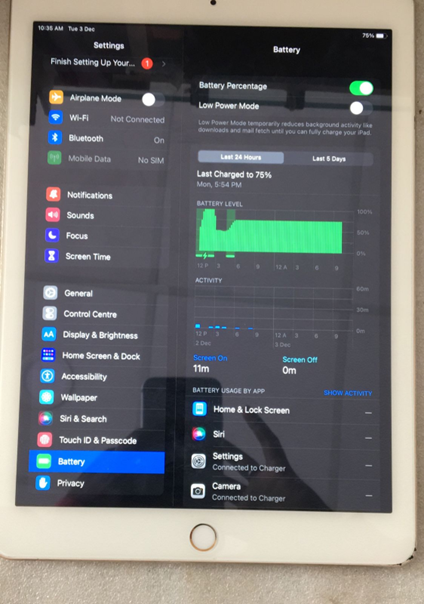 10:36 AM Tue 3 Dec
75%
Settings
Battery
Finish Setting Up Your... 1
Airplane Mode
Wi-Fi Not Connected
Bluetooth On
Mobile Data No SIM
Notifications
Sounds
Focus
Screen Time
General
Control Centre
Display & Brightness
Home Screen & Dock
Accessibility
Wallpaper
Siri & Search
Touch ID & Passcode
Battery
Privacy
Battery Percentage
Low Power Mode
Low Power Mode temporarily reduces background activity like
downloads and mail fetch until you can fully charge your iPad.
Last 24 Hours
Last 5 Days
Last Charged to 75%
Mon, 5:54 PM
BATTERY LEVEL
100%
50%
0%
12 P 3 6 9 12 A 3 6 9
ACTIVITY
60m
30m
0m
12 P 3 6 9 12 A 3 6 9
2 Dec 3 Dec
Screen On Screen Off
11m 0m
BATTERY USAGE BY APP SHOW ACTIVITY
Home & Lock Screen –
Siri –
Settings
Connected to Charger –
Camera
Connected to Charger –